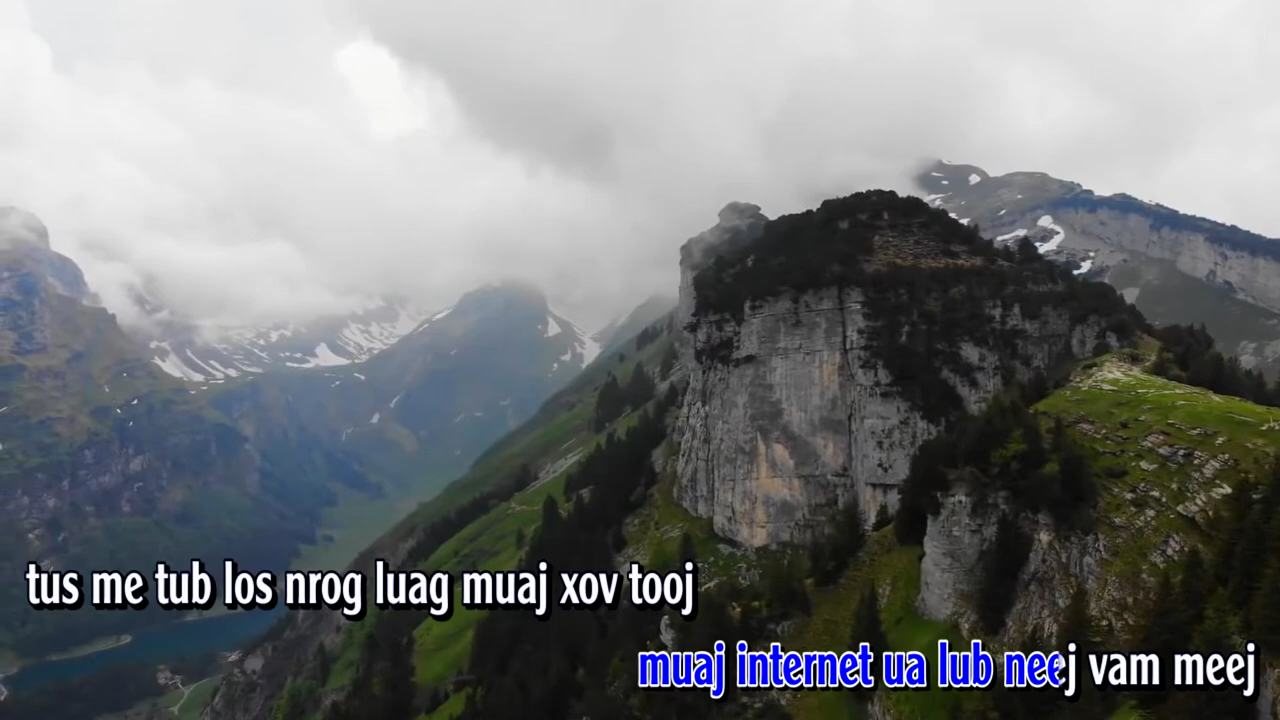 tus me tub los nrog luag muaj xov tooj
muaj internet ua lub neej vam meej